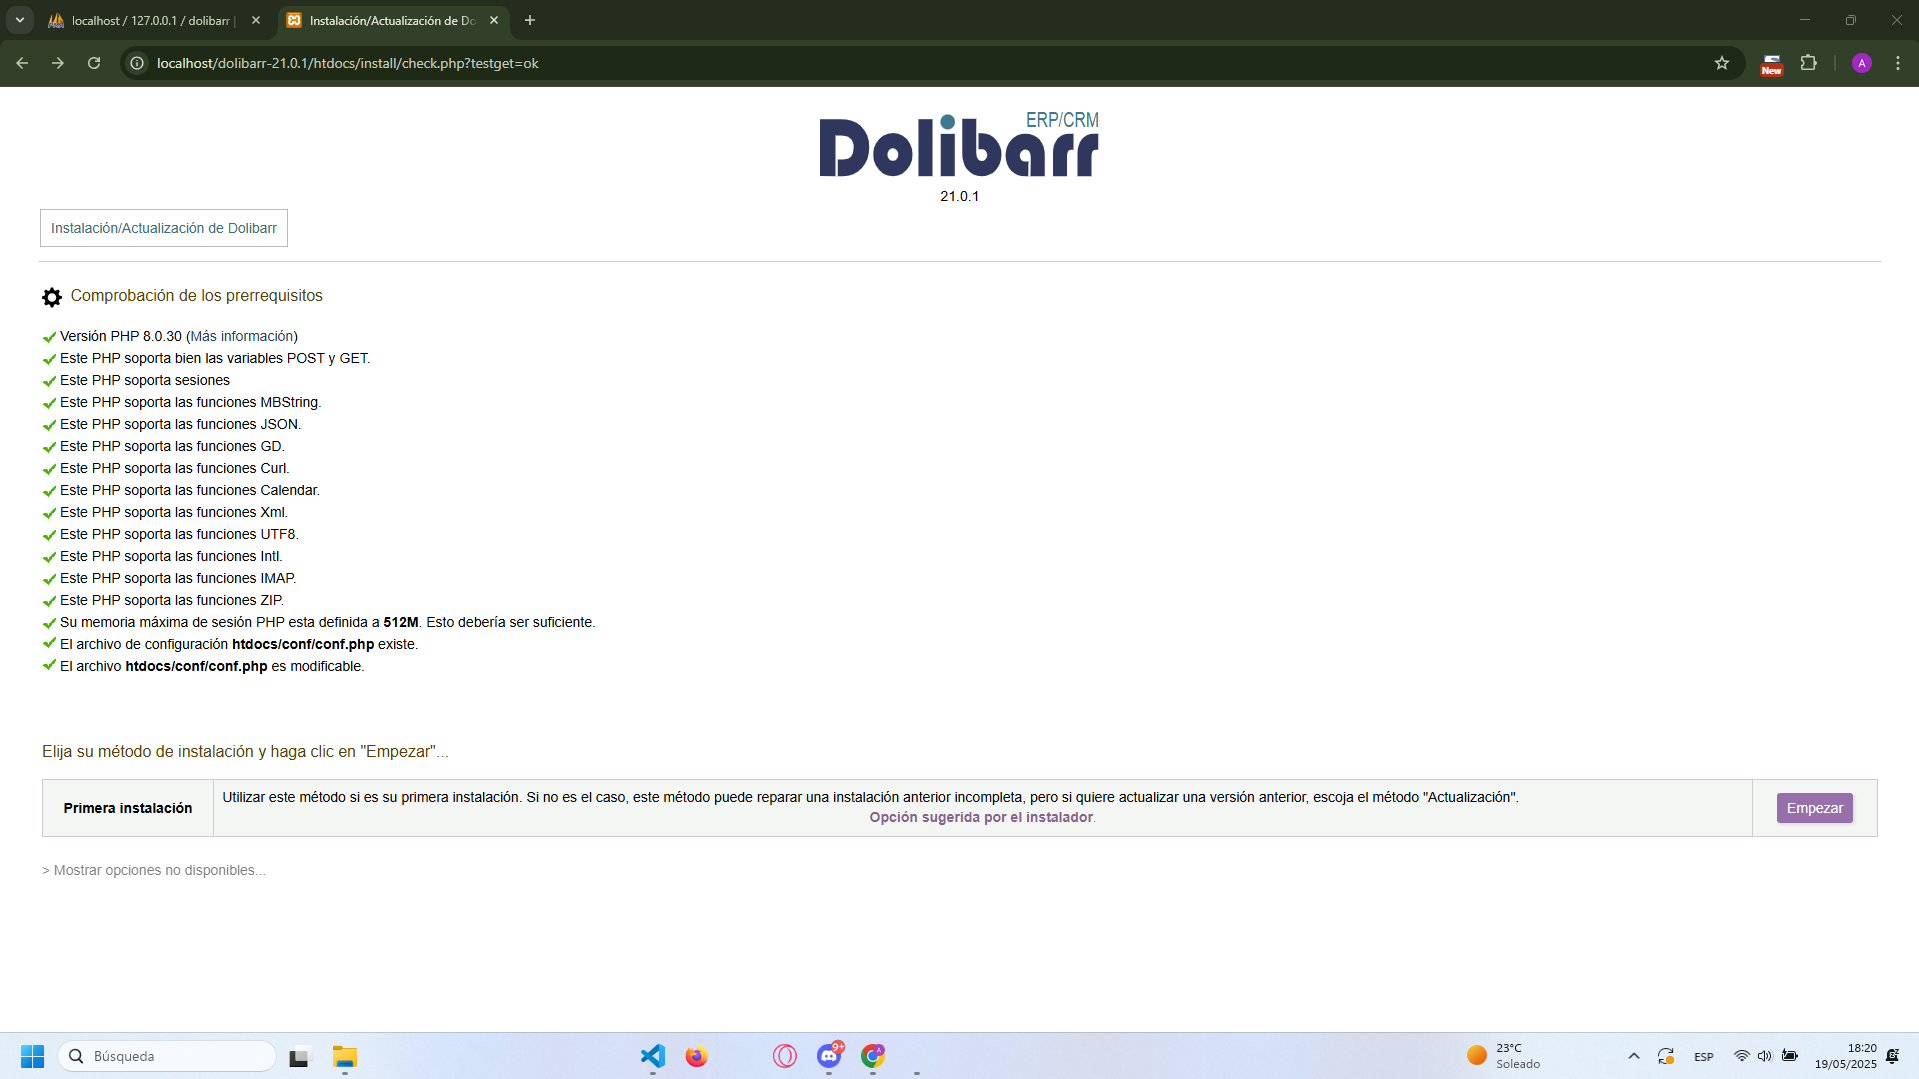 localhost / 127.0.0.1 / dolibarr |
Instalación/Actualización de Do
localhost/dolibarr-21.0.1/htdocs/install/check.php?testget=ok
New
A
Dolibarr ERP/CRM
21.0.1
Instalación/Actualización de Dolibarr
Comprobación de los prerrequisitos
Versión PHP 8.0.30 (Más información)
Este PHP soporta bien las variables POST y GET.
Este PHP soporta sesiones
Este PHP soporta las funciones MBString.
Este PHP soporta las funciones JSON.
Este PHP soporta las funciones GD.
Este PHP soporta las funciones Curl.
Este PHP soporta las funciones Calendar.
Este PHP soporta las funciones Xml.
Este PHP soporta las funciones UTF8.
Este PHP soporta las funciones Intl.
Este PHP soporta las funciones IMAP.
Este PHP soporta las funciones ZIP.
Su memoria máxima de sesión PHP esta definida a 512M. Esto debería ser suficiente.
El archivo de configuración htdocs/conf/conf.php existe.
El archivo htdocs/conf/conf.php es modificable.
Elija su método de instalación y haga clic en "Empezar"...
Primera instalación
Utilizar este método si es su primera instalación. Si no es el caso, este método puede reparar una instalación anterior incompleta, pero si quiere actualizar una versión anterior, escoja el método "Actualización".
Opción sugerida por el instalador.
Empezar
> Mostrar opciones no disponibles...
Búsqueda
9+
A
23°C
Soleado
ESP
18:20
19/05/2025